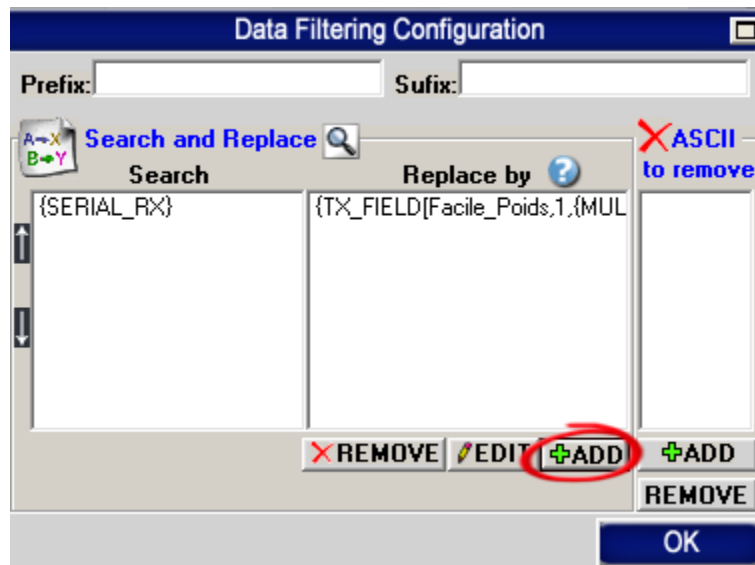 Data Filtering Configuration
Prefix:
Sufix:
A→X
B→Y
Search and Replace
ASCII
to remove
Search
Replace by
{SERIAL_RX}
{TX_FIELD[Facile_Poids,1,{MUL
REMOVE
EDIT
ADD
ADD
REMOVE
OK